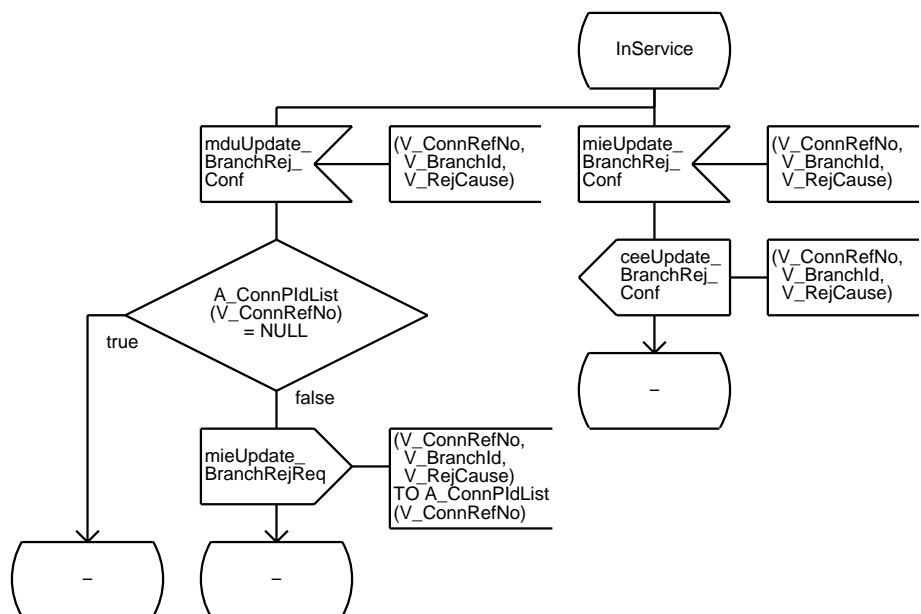 InService
mduUpdate_
BranchRej_
Conf
(V_ConnRefNo,
V_BranchId,
V_RejCause)
mieUpdate_
BranchRej_
Conf
(V_ConnRefNo,
V_BranchId,
V_RejCause)
ceeUpdate_
BranchRej_
Conf
(V_ConnRefNo,
V_BranchId,
V_RejCause)
A_ConnPIdList
(V_ConnRefNo)
= NULL
true
false
mieUpdate_
BranchRejReq
(V_ConnRefNo,
V_BranchId,
V_RejCause)
TO A_ConnPIdList
(V_ConnRefNo)
–
–
–